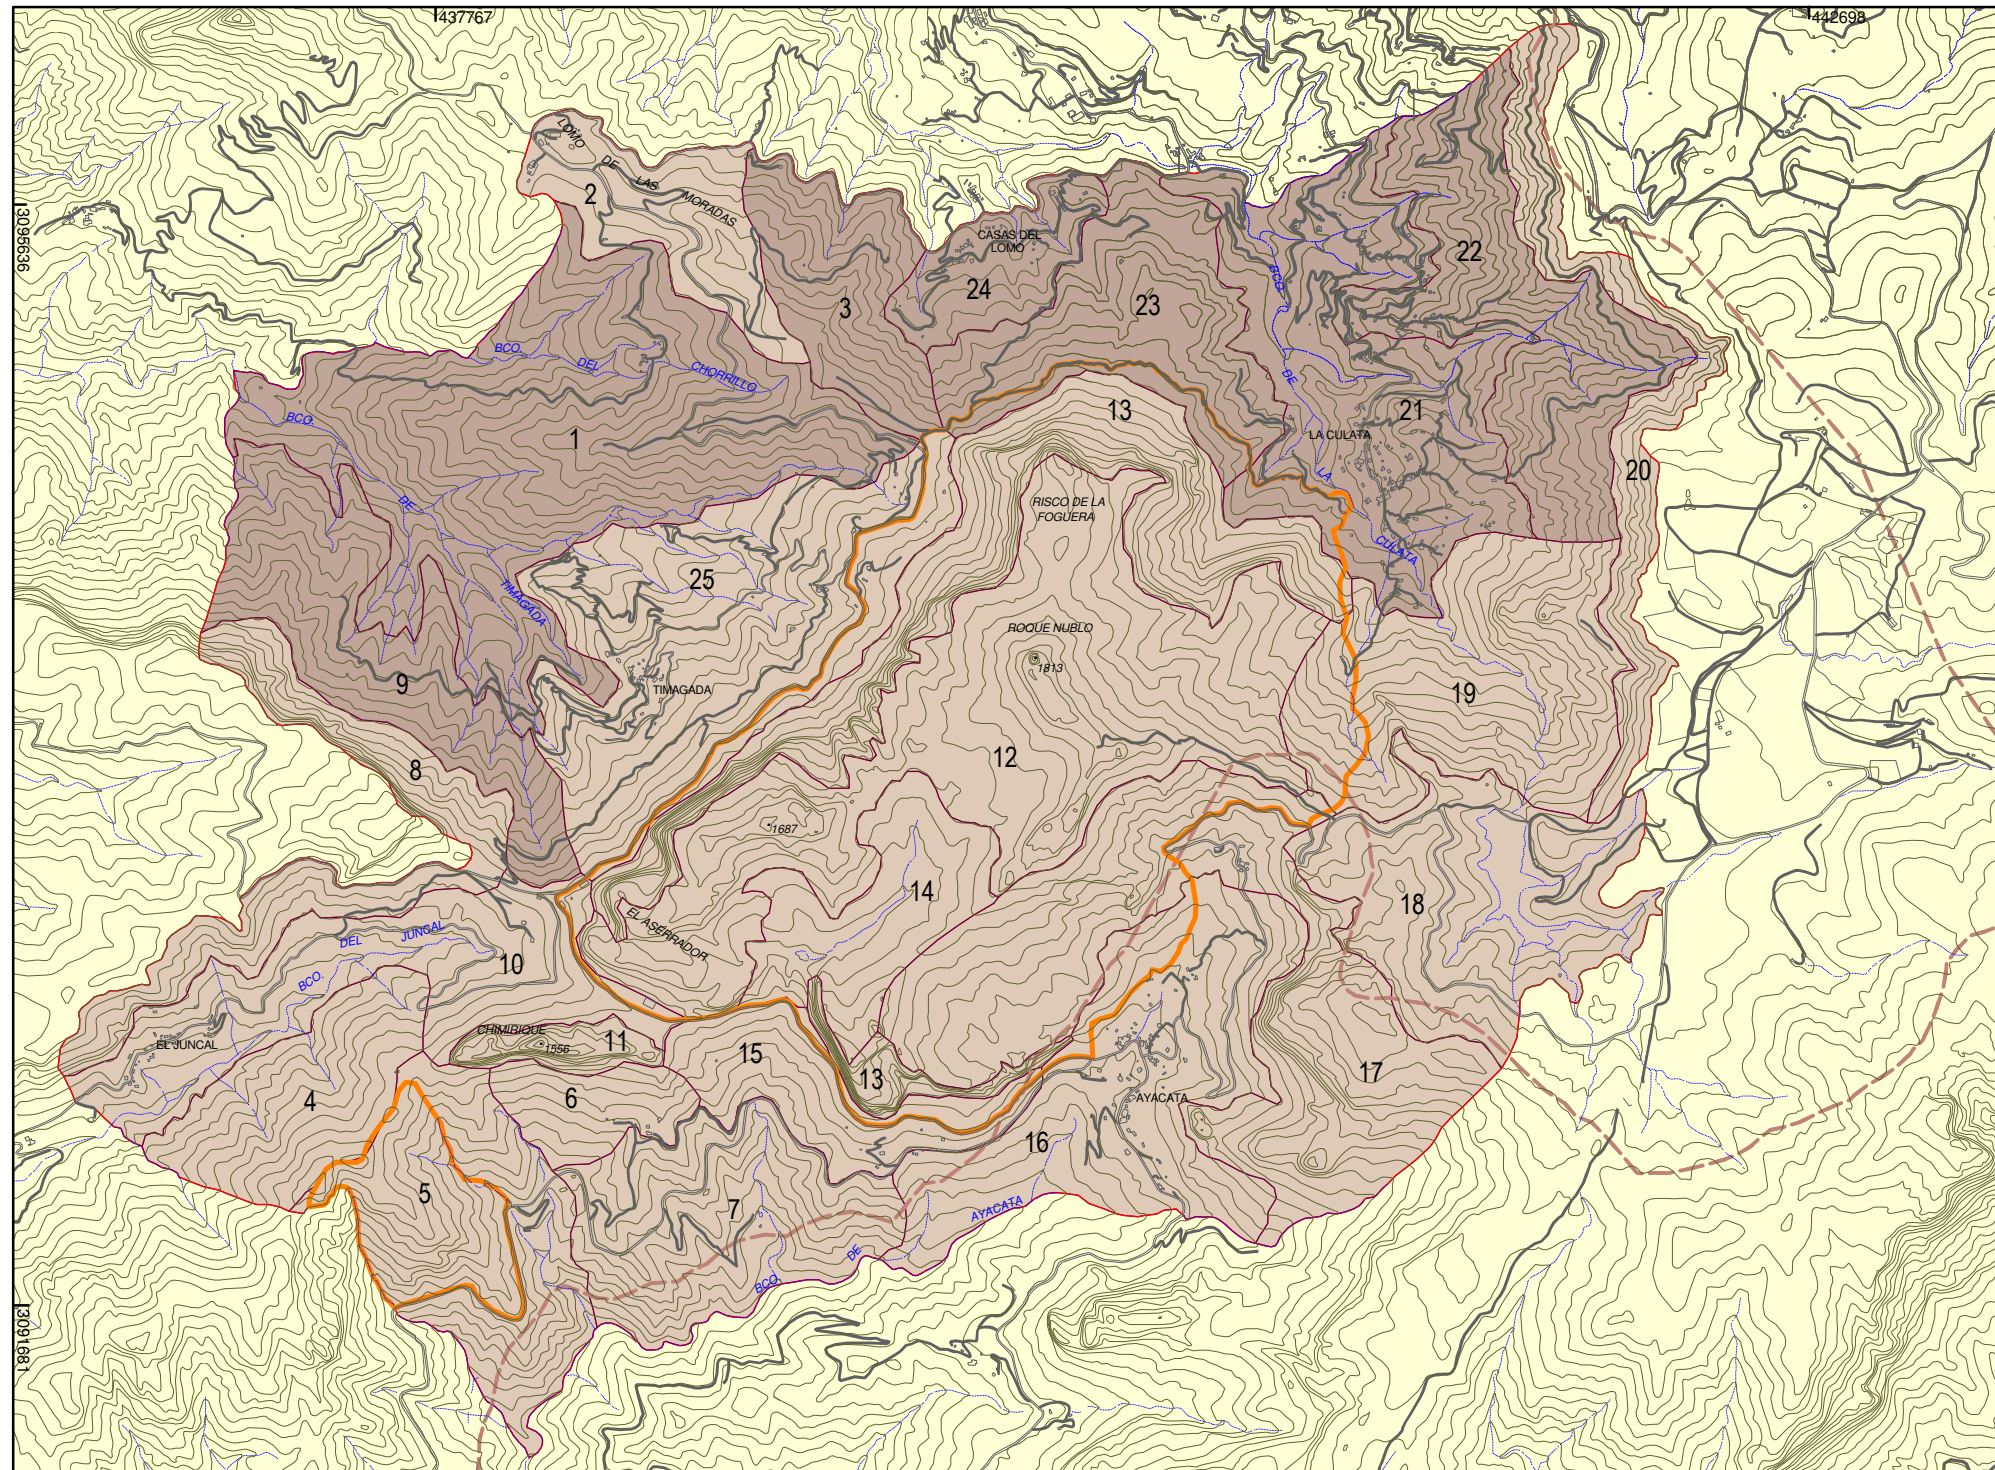 437767
442698
3095636
3091681
LOMO
DE
LAS
MORADAS
2
CASAS DEL
LOMO
24
3
23
22
BCO.
DE
LA
CULATA
BCO.
DEL
CHORRILLO
13
21
LA CULATA
BCO.
DE
TIMAGADA
1
20
RISCO DE LA
FOGUERA
25
ROQUE NUBLO
1813
9
TIMAGADA
19
12
8
1687
14
18
EL ASERRADOR
BCO.
DEL
JUNCAL
10
CHIMIRIQUE
1556
11
EL JUNCAL
15
13
17
4
6
AYACATA
16
5
7
BCO.
DE
AYACATA